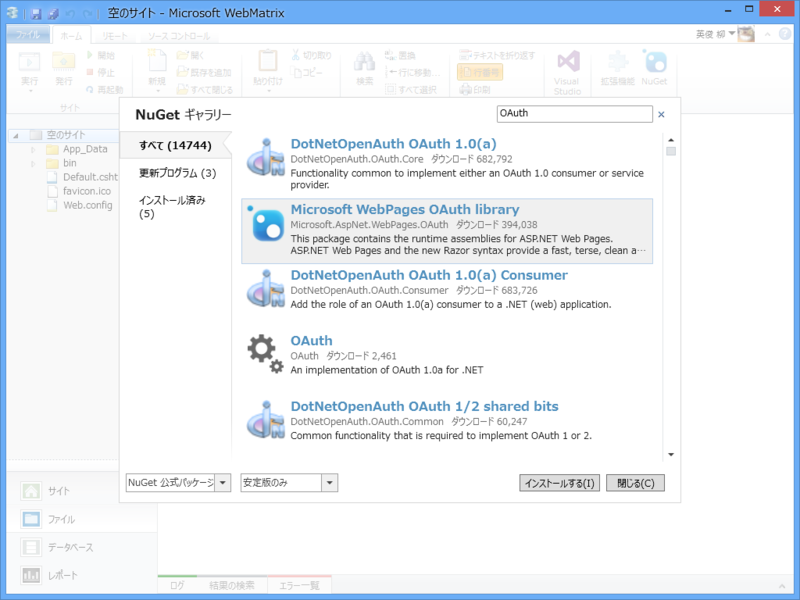 空のサイト - Microsoft WebMatrix
ファイル ホーム リモート ソース コントロール
英俊 柳
実行 発行 開始 停止 再起動
サイト
新規 開く 既存を追加 すべて閉じる
貼り付け 切り取り コピー
検索 置換 行に移動... すべて選択
テキストを折り返す 行番号 印刷
Visual Studio
拡張機能 NuGet
空のサイト
App_Data
bin
Default.csht
favicon.ico
Web.config
NuGet ギャラリー
OAuth
すべて (14744)
更新プログラム (3)
インストール済み
(5)
DotNetOpenAuth OAuth 1.0(a)
DotNetOpenAuth.OAuth.Core ダウンロード 682,792
Functionality common to implement either an OAuth 1.0 consumer or service
provider.
Microsoft WebPages OAuth library
Microsoft.AspNet.WebPages.OAuth ダウンロード 394,038
This package contains the runtime assemblies for ASP.NET Web Pages.
ASP.NET Web Pages and the new Razor syntax provide a fast, terse, clean a…
DotNetOpenAuth OAuth 1.0(a) Consumer
DotNetOpenAuth.OAuth.Consumer ダウンロード 683,726
Add the role of an OAuth 1.0(a) consumer to a .NET (web) application.
OAuth
OAuth ダウンロード 2,461
An implementation of OAuth 1.0a for .NET
DotNetOpenAuth OAuth 1/2 shared bits
DotNetOpenAuth.OAuth.Common ダウンロード 60,247
Common functionality that is required to implement OAuth 1 or 2.
NuGet 公式パッケージ 安定版のみ インストールする(I) 閉じる(C)
サイト
ファイル
データベース
レポート
ログ 結果の検索 エラー一覧